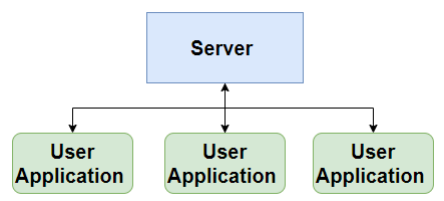 Server
User
Application
User
Application
User
Application